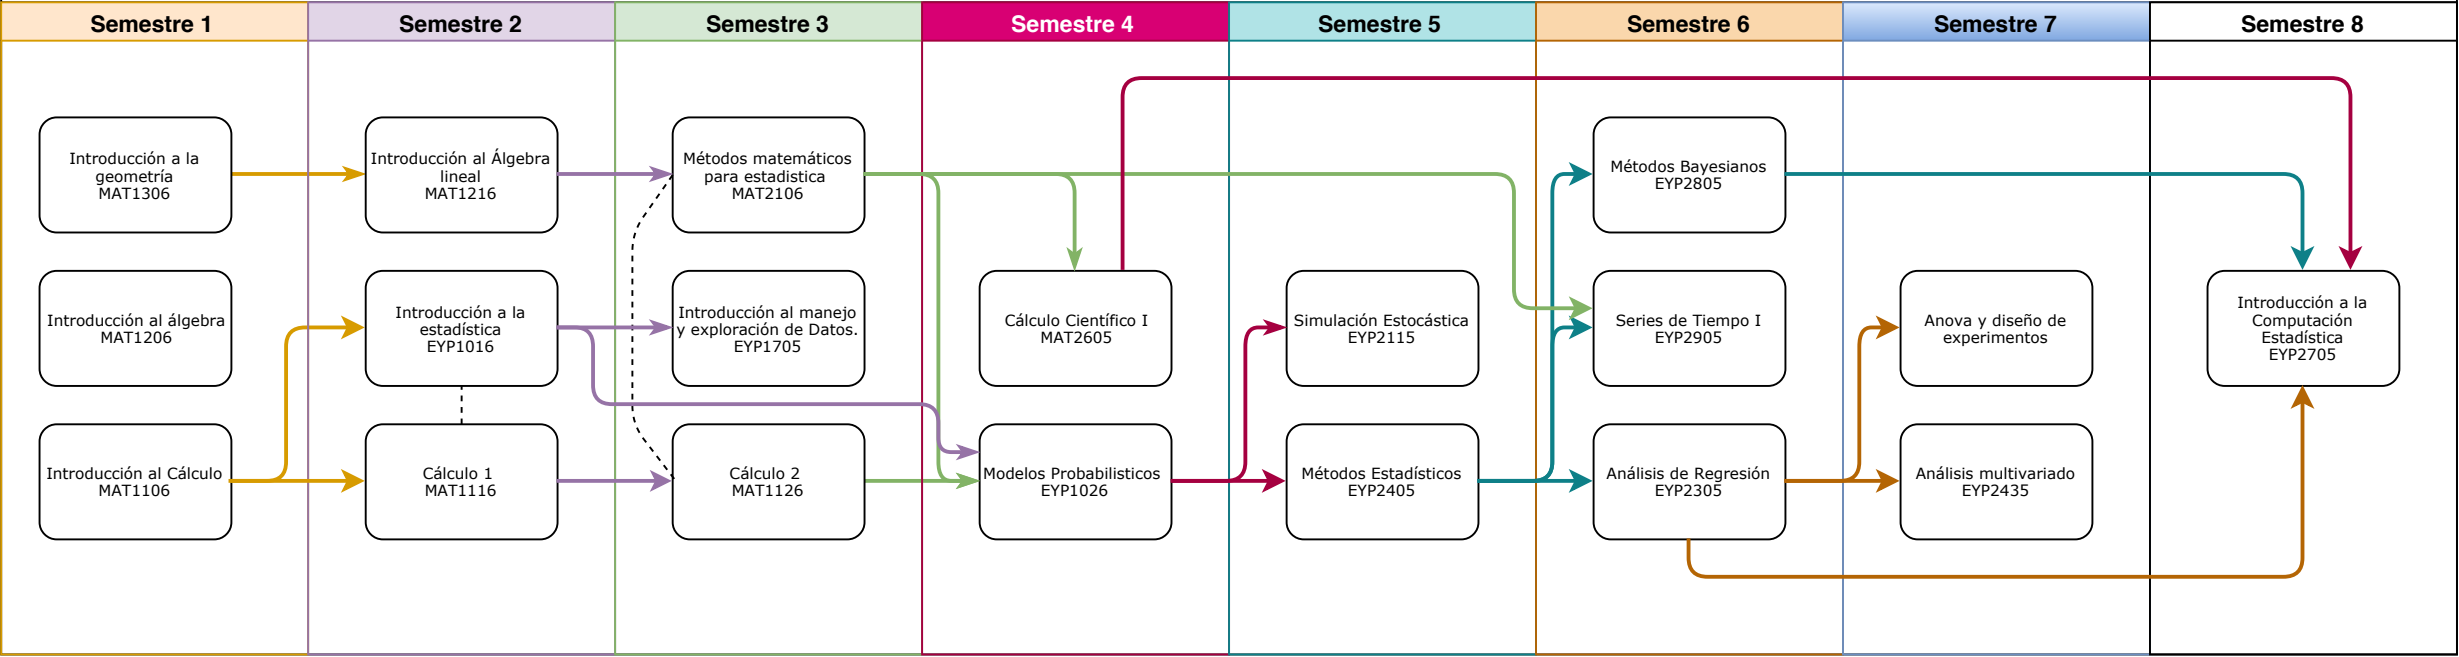 Semestre 1
Semestre 2
Semestre 3
Semestre 4
Semestre 5
Semestre 6
Semestre 7
Semestre 8
Introducción a la
geometría
MAT1306
Introducción al álgebra
MAT1206
Introducción al Cálculo
MAT1106
Introducción al Álgebra
lineal
MAT1216
Introducción a la
estadística
EYP1016
Cálculo 1
MAT1116
Métodos matemáticos
para estadistica
MAT2106
Introducción al manejo
y exploración de Datos.
EYP1705
Cálculo 2
MAT1126
Cálculo Científico I
MAT2605
Modelos Probabilisticos
EYP1026
Simulación Estocástica
EYP2115
Métodos Estadísticos
EYP2405
Métodos Bayesianos
EYP2805
Series de Tiempo I
EYP2905
Análisis de Regresión
EYP2305
Anova y diseño de
experimentos
Análisis multivariado
EYP2435
Introducción a la
Computación
Estadística
EYP2705